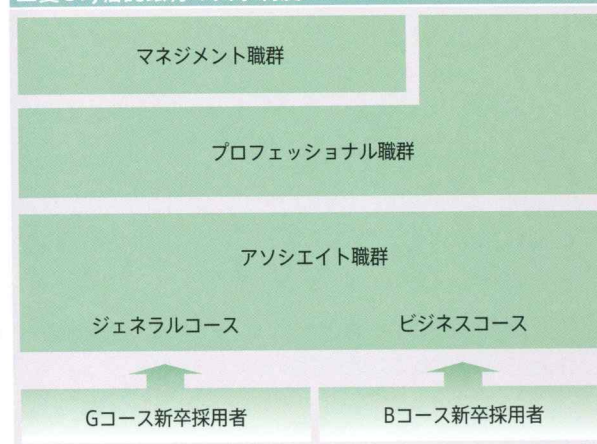 マネジメント職群
プロフェッショナル職群
アソシエイト職群
ジェネラルコース ビジネスコース
Gコース新卒採用者 Bコース新卒採用者